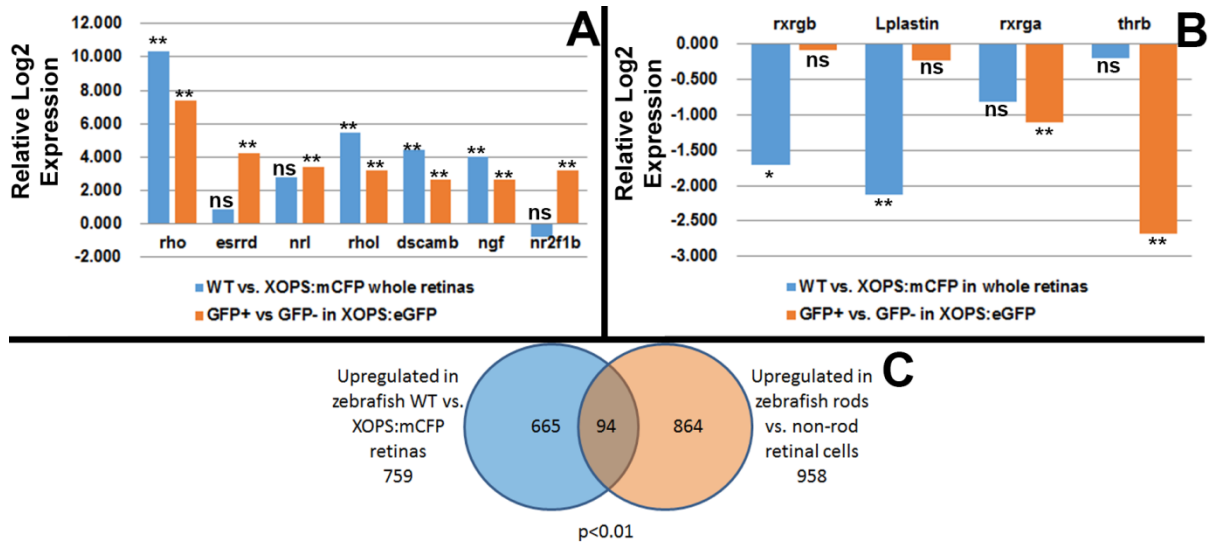 A
12.000
10.000
8.000
6.000
4.000
2.000
0.000
-2.000
Relative Log2
Expression
**
**
ns
**
ns
**
**
**
**
**
**
**
ns
**
rho esrrd nrl rhol dscamb ngf nr2f1b
WT vs. XOPS:mCFP whole retinas
GFP+ vs GFP- in XOPS:eGFP
B
rxrgb Lplastin rxrga thrb
0.000
-0.500
-1.000
-1.500
-2.000
-2.500
-3.000
Relative Log2
Expression
*
ns
**
ns
ns
**
ns
**
WT vs. XOPS:mCFP in whole retinas
GFP+ vs. GFP- in XOPS:eGFP
C
Upregulated in
zebrafish WT vs.
XOPS:mCFP
retinas
759
665
94
864
Upregulated in
zebrafish rods
vs. non-rod
retinal cells
958
p<0.01